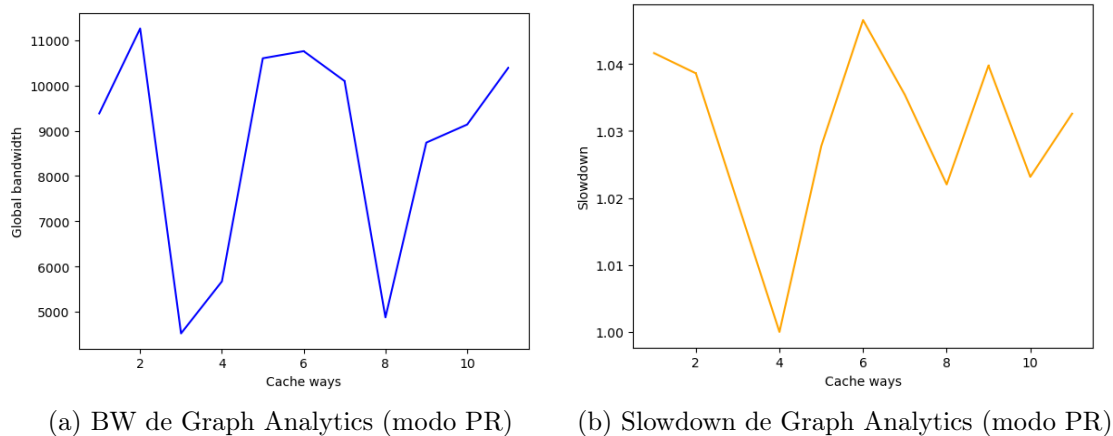 11000
10000
9000
8000
7000
6000
5000
Global bandwidth
2 4 6 8 10
Cache ways
(a) BW de Graph Analytics (modo PR)
1.04
1.03
1.02
1.01
1.00
Slowdown
2 4 6 8 10
Cache ways
(b) Slowdown de Graph Analytics (modo PR)